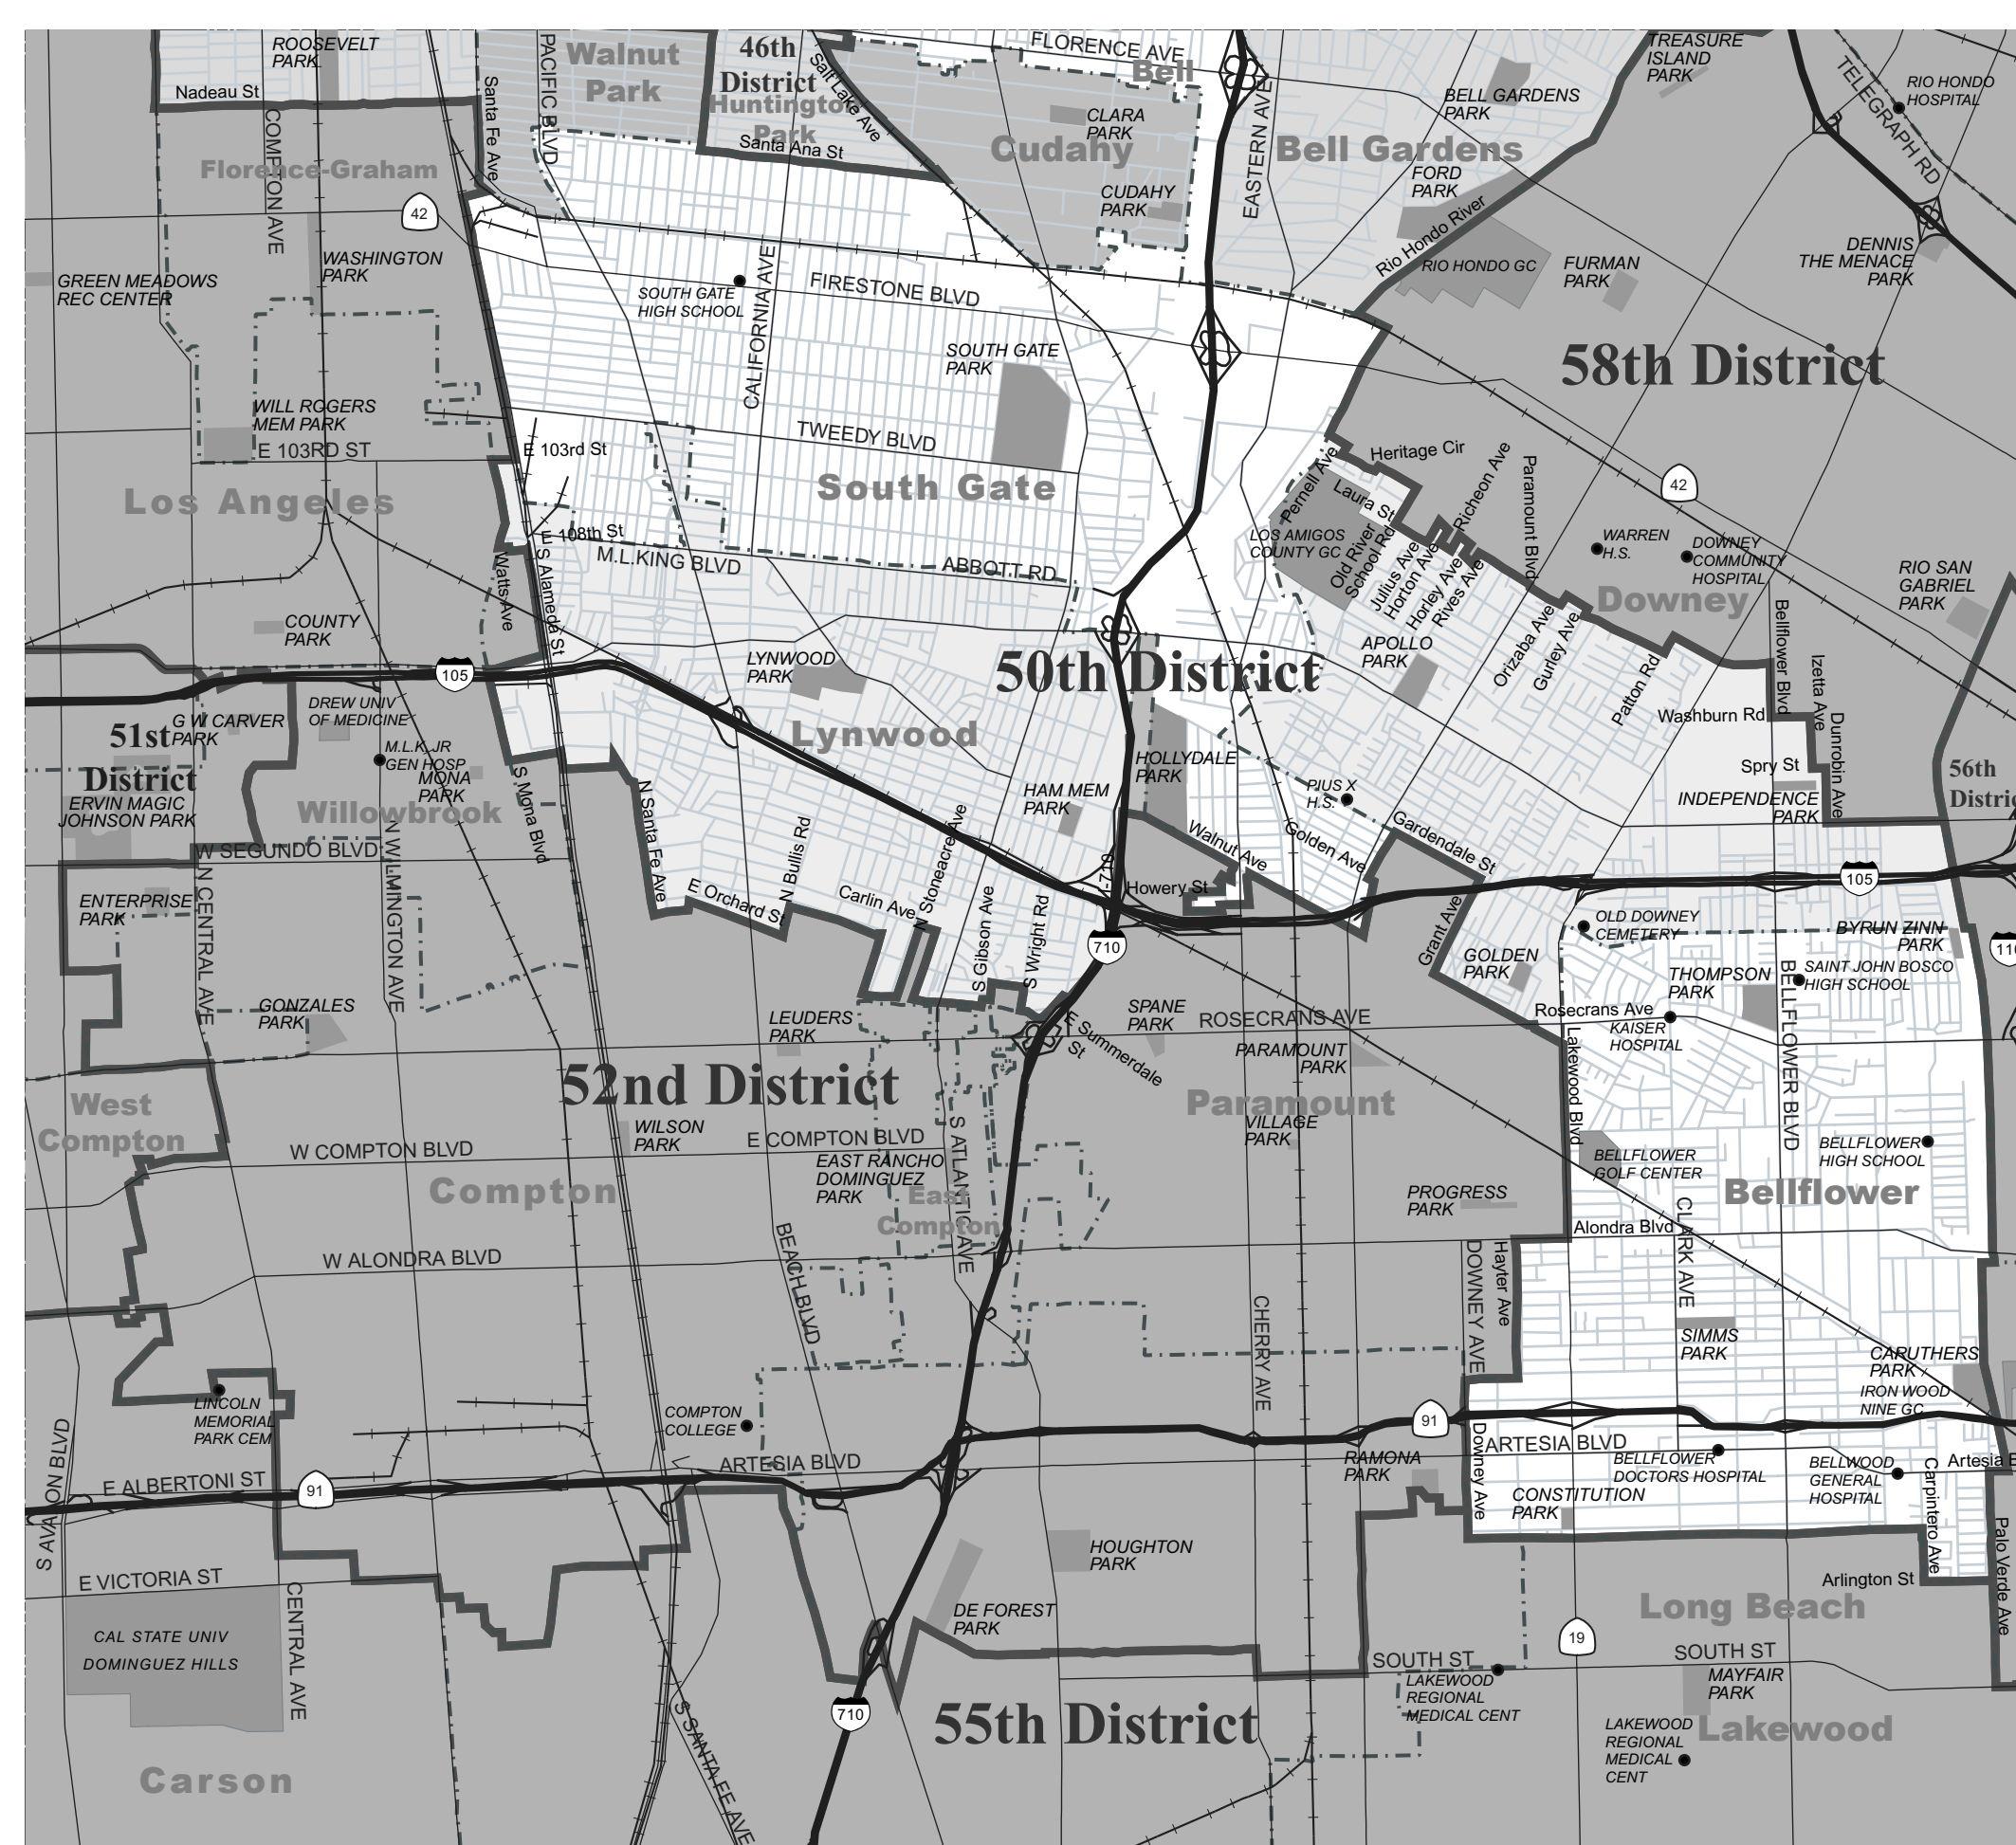 ROOSEVELT
PARK
Nadeau St
PACIFIC BLVD
Walnut
Park
46th
District
Huntington
Park
Salt Lake Ave
Santa Ana St
FLORENCE AVE
Bell
CLARA
PARK
Cudahy
CUDAHY
PARK
EASTERN AVE
BELL GARDENS
PARK
Bell Gardens
FORD
PARK
TREASURE
ISLAND
PARK
TELEGRAPH RD
RIO HONDO
HOSPITAL
Santa Fe Ave
COMPTON AVE
Florence-Graham
42
WASHINGTON
PARK
GREEN MEADOWS
REC CENTER
SOUTH GATE
HIGH SCHOOL
CALIFORNIA AVE
FIRESTONE BLVD
SOUTH GATE
PARK
Rio Hondo River
RIO HONDO GC
FURMAN
PARK
DENNIS
THE MENACE
PARK
58th District
WILL ROGERS
MEM PARK
E 103RD ST
E 103rd St
TWEEDY BLVD
South Gate
Los Angeles
Heritage Cir
Pernell Ave
Laura St
Richeon Ave
Paramount Blvd
42
LOS AMIGOS
COUNTY GC
Old River
School Rd
Julius Ave
Horton Ave
Horley Ave
Rives Ave
WARREN
H.S.
DOWNEY
COMMUNITY
HOSPITAL
Downey
RIO SAN
GABRIEL
PARK
108th St
M.L.KING BLVD
ABBOTT RD
Watts Ave
E S Alameda St
COUNTY
PARK
105
LYNWOOD
PARK
50th District
Lynwood
APOLLO
PARK
Orizaba Ave
Gurley Ave
Patton Rd
Bellflower Blvd
Izetta Ave
Washburn Rd
Dunrobin Ave
Spry St
INDEPENDENCE
PARK
56th
51st
District
G W CARVER
PARK
DREW UNIV
OF MEDICINE
M.L.K. JR
GEN HOSP
MONA
PARK
ERVIN MAGIC
JOHNSON PARK
Willowbrook
S Mona Blvd
HOLLYDALE
PARK
HAM MEM
PARK
PIUS X
H.S.
Walnut Ave
Golden Ave
Gardendale St
W SEGUNDO BLVD
N WILMINGTON AVE
N CENTRAL AVE
ENTERPRISE
PARK
N Santa Fe Ave
E Orchard St
N Bullis Rd
Carlin Ave
N Stoneacre Ave
S Gibson Ave
S Wright Rd
I-710
Howery St
710
105
Grant Ave
GOLDEN
PARK
OLD DOWNEY
CEMETERY
BYRUN ZINN
PARK
THOMPSON
PARK
SAINT JOHN BOSCO
HIGH SCHOOL
GONZALES
PARK
LEUDERS
PARK
SPANE
PARK
ROSECRANS AVE
Rosecrans Ave
KAISER
HOSPITAL
PARAMOUNT
PARK
E Summerdale
St
52nd District
Paramount
VILLAGE
PARK
Lakewood Blvd
BELLFLOWER BLVD
BELLFLOWER
GOLF CENTER
BELLFLOWER
HIGH SCHOOL
Bellflower
West
Compton
W COMPTON BLVD
E COMPTON BLVD
WILSON
PARK
EAST RANCHO
DOMINGUEZ
PARK
East
Compton
S ATLANTIC AVE
Compton
PROGRESS
PARK
Alondra Blvd
CLARK AVE
W ALONDRA BLVD
BEACH BLVD
CHERRY AVE
DOWNEY AVE
Hayter Ave
SIMMS
PARK
CARUTHERS
PARK
IRON WOOD
NINE GC
LINCOLN
MEMORIAL
PARK CEM
COMPTON
COLLEGE
91
S AVALON BLVD
E ALBERTONI ST
91
ARTESIA BLVD
RAMONA
PARK
Downey Ave
ARTESIA BLVD
BELLFLOWER
DOCTORS HOSPITAL
BELLWOOD
GENERAL
HOSPITAL
Carpintero Ave
Artesia
CONSTITUTION
PARK
Palo Verde Ave
E VICTORIA ST
CENTRAL AVE
HOUGHTON
PARK
Arlington St
Long Beach
CAL STATE UNIV
DOMINGUEZ HILLS
DE FOREST
PARK
19
SOUTH ST
SOUTH ST
LAKEWOOD
REGIONAL
MEDICAL CENT
MAYFAIR
PARK
710
S SANTA FE AVE
55th District
LAKEWOOD
REGIONAL
MEDICAL
CENT
Lakewood
Carson